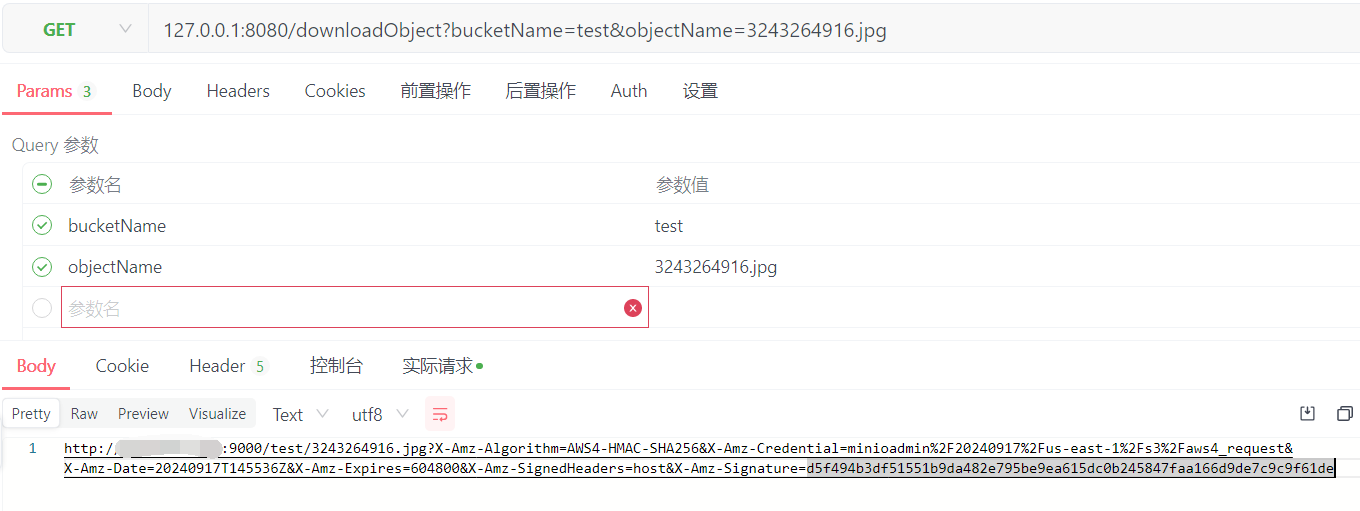 GET 127.0.0.1:8080/downloadObject?bucketName=test&objectName=3243264916.jpg
Params 3 Body Headers Cookies 前置操作 后置操作 Auth 设置
Query 参数
参数名 参数值
bucketName test
objectName 3243264916.jpg
参数名
Body Cookie Header 5 控制台 实际请求
Pretty Raw Preview Visualize Text utf8
1 http:/ :9000/test/3243264916.jpg?X-Amz-Algorithm=AWS4-HMAC-SHA256&X-Amz-Credential=minioadmin%2F20240917%2Fus-east-1%2Fs3%2Faws4_request&
X-Amz-Date=20240917T145536Z&X-Amz-Expires=604800&X-Amz-SignedHeaders=host&X-Amz-Signature=d5f494b3df51551b9da482e795be9ea615dc0b245847faa166d9de7c9c9f61de